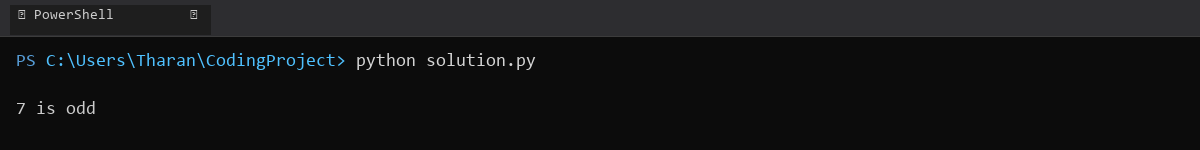 PowerShell
PS C:\Users\Tharan\CodingProject> python solution.py
7 is odd